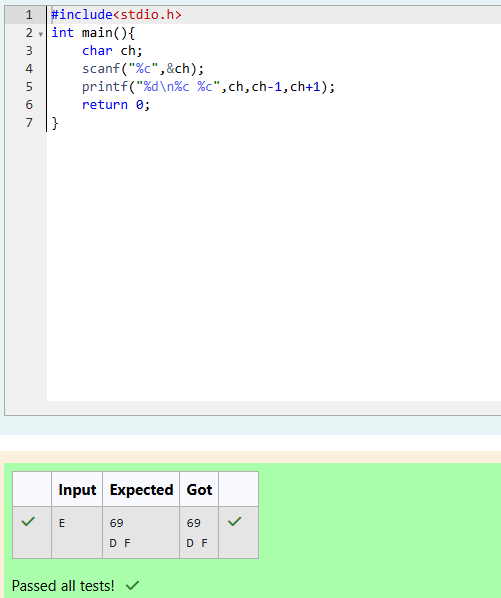 1 #include<stdio.h>
2 int main(){
3     char ch;
4     scanf("%c",&ch);
5     printf("%d\n%c %c",ch,ch-1,ch+1);
6     return 0;
7 }
Input Expected Got
E 69 69
D F D F
Passed all tests!